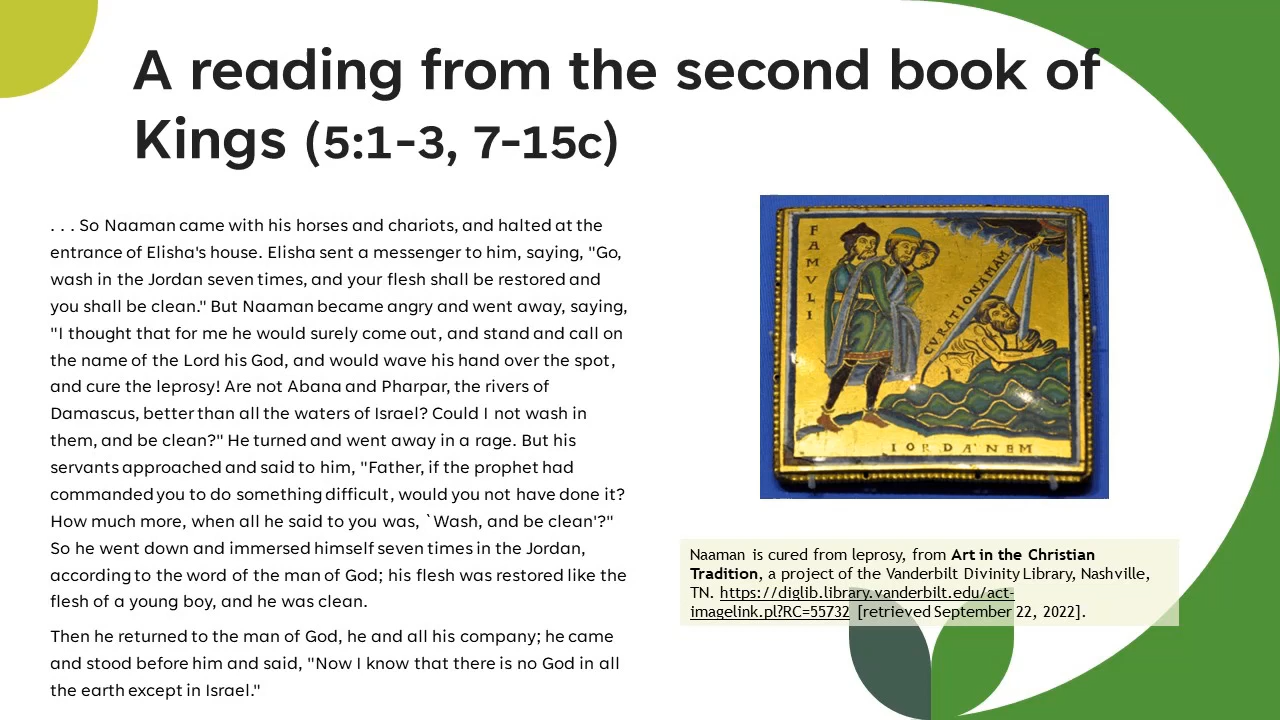 A reading from the second book of
Kings (5:1-3, 7-15c)
. . . So Naaman came with his horses and chariots, and halted at the
entrance of Elisha's house. Elisha sent a messenger to him, saying, "Go,
wash in the Jordan seven times, and your flesh shall be restored and
you shall be clean." But Naaman became angry and went away, saying,
"I thought that for me he would surely come out, and stand and call on
the name of the Lord his God, and would wave his hand over the spot,
and cure the leprosy! Are not Abana and Pharpar, the rivers of
Damascus, better than all the waters of Israel? Could I not wash in
them, and be clean?" He turned and went away in a rage. But his
servants approached and said to him, "Father, if the prophet had
commanded you to do something difficult, would you not have done it?
How much more, when all he said to you was, `Wash, and be clean'?"
So he went down and immersed himself seven times in the Jordan,
according to the word of the man of God; his flesh was restored like the
flesh of a young boy, and he was clean.
Then he returned to the man of God, he and all his company; he came
and stood before him and said, "Now I know that there is no God in all
the earth except in Israel."
FAMVLI
CVRATIONAMAM
IORDANEM
Naaman is cured from leprosy, from Art in the Christian
Tradition, a project of the Vanderbilt Divinity Library, Nashville,
TN. https://diglib.library.vanderbilt.edu/act-
imagelink.pl?RC=55732 [retrieved September 22, 2022].